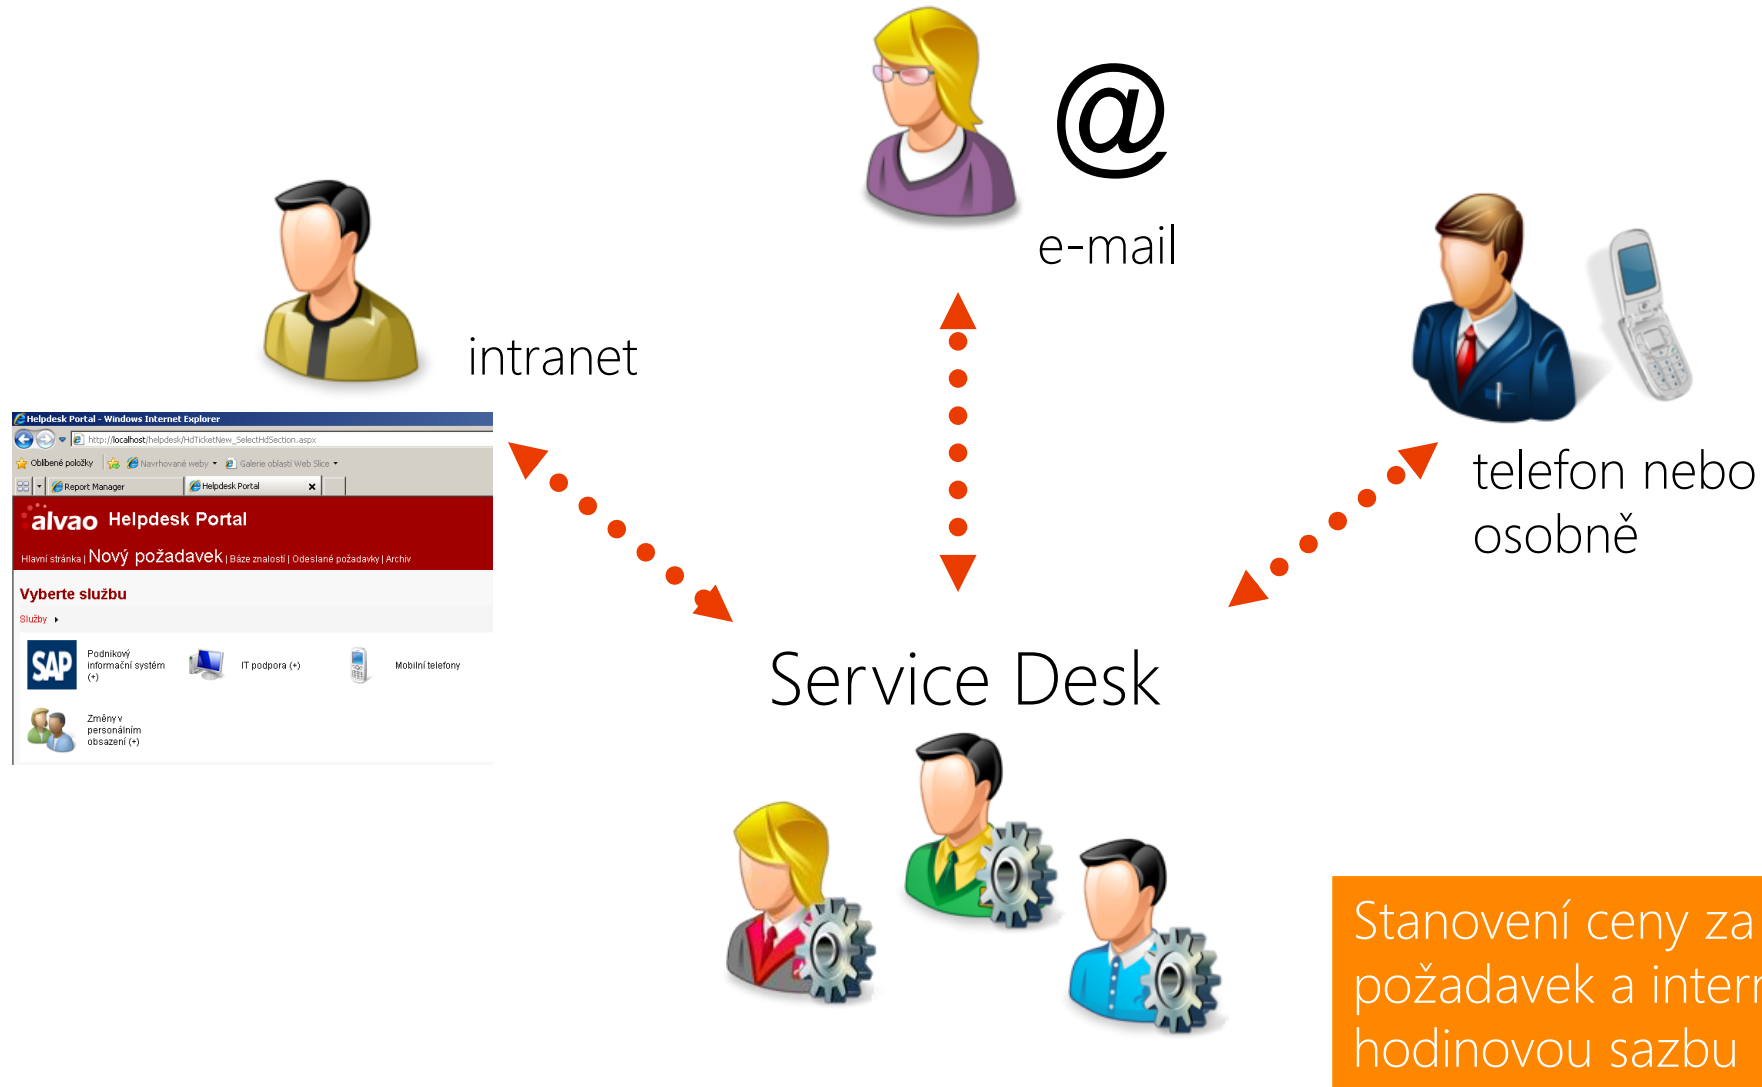 @
e-mail
intranet
telefon nebo
osobně
Helpdesk Portal - Windows Internet Explorer
http://localhost/helpdesk/HdTicketNew_SelectHdSection.aspx
Oblíbené položky
Navrhované weby
Galerie oblastí Web Slice
Report Manager
Helpdesk Portal
alvao Helpdesk Portal
Hlavní stránka | Nový požadavek | Báze znalostí | Odeslané požadavky | Archiv
Vyberte službu
Služby
SAP
Podnikový
informační systém
(+)
IT podpora (+)
Mobilní telefony
Změny v
personálním
obsazení (+)
Service Desk
Stanovení ceny za
požadavek a intern
hodinovou sazbu